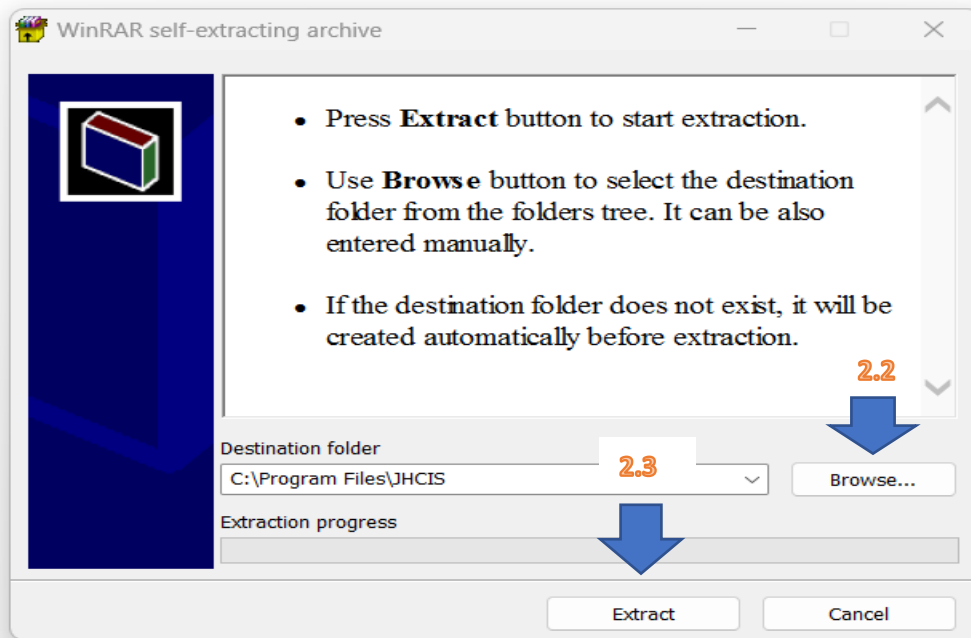 WinRAR self-extracting archive
• Press Extract button to start extraction.
• Use Browse button to select the destination
folder from the folders tree. It can be also
entered manually.
• If the destination folder does not exist, it will be
created automatically before extraction.
2.2
Destination folder
2.3
C:\Program Files\JHCIS
Browse...
Extraction progress
Extract
Cancel